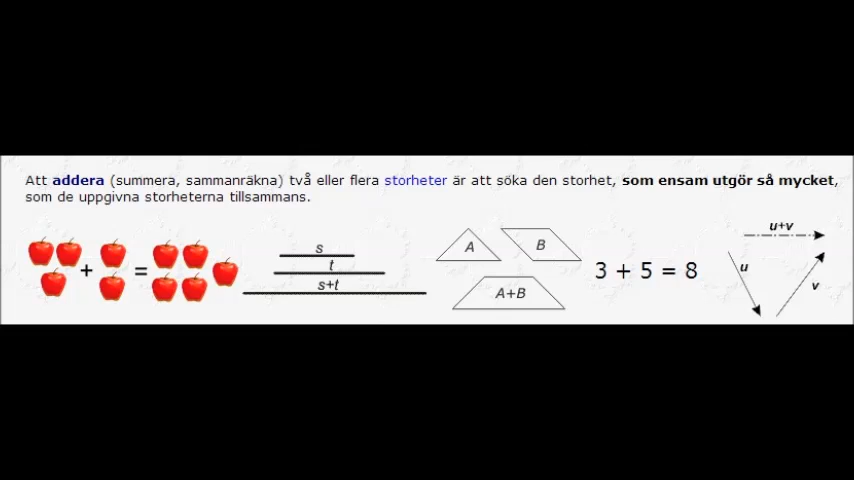 Att addera (summera, sammanräkna) två eller flera storheter är att söka den storhet, som ensam utgör så mycket,
som de uppgivna storheterna tillsammans.
+ =
s
t
s+t
A B
A+B
3 + 5 = 8
u+v
u
v